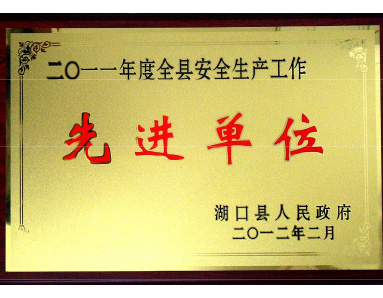 二〇一一年度全县安全生产工作
先进单位
湖口县人民政府
二〇一二年二月